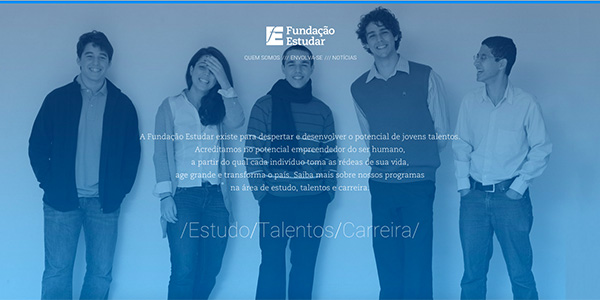 Fundação
Estudar
QUEM SOMOS /// ENVOLVA-SE /// NOTÍCIAS
A Fundação Estudar existe para despertar e desenvolver o potencial de jovens talentos.
Acreditamos no potencial empreendedor do ser humano,
a partir do qual cada indivíduo toma as rédeas de sua vida,
age grande e transforma o país. Saiba mais sobre nossos programas
na área de estudo, talentos e carreira.
/Estudo/Talentos/Carreira/